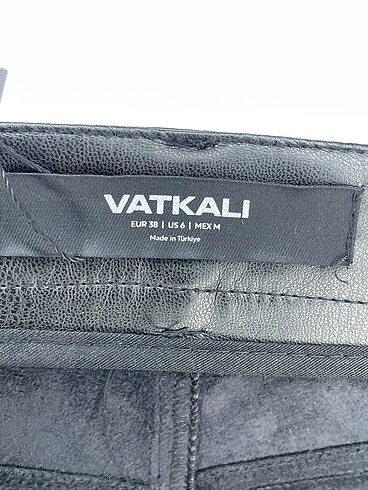 VATKALI
EUR 38 | US 6 | MEX M
Made in Türkiye